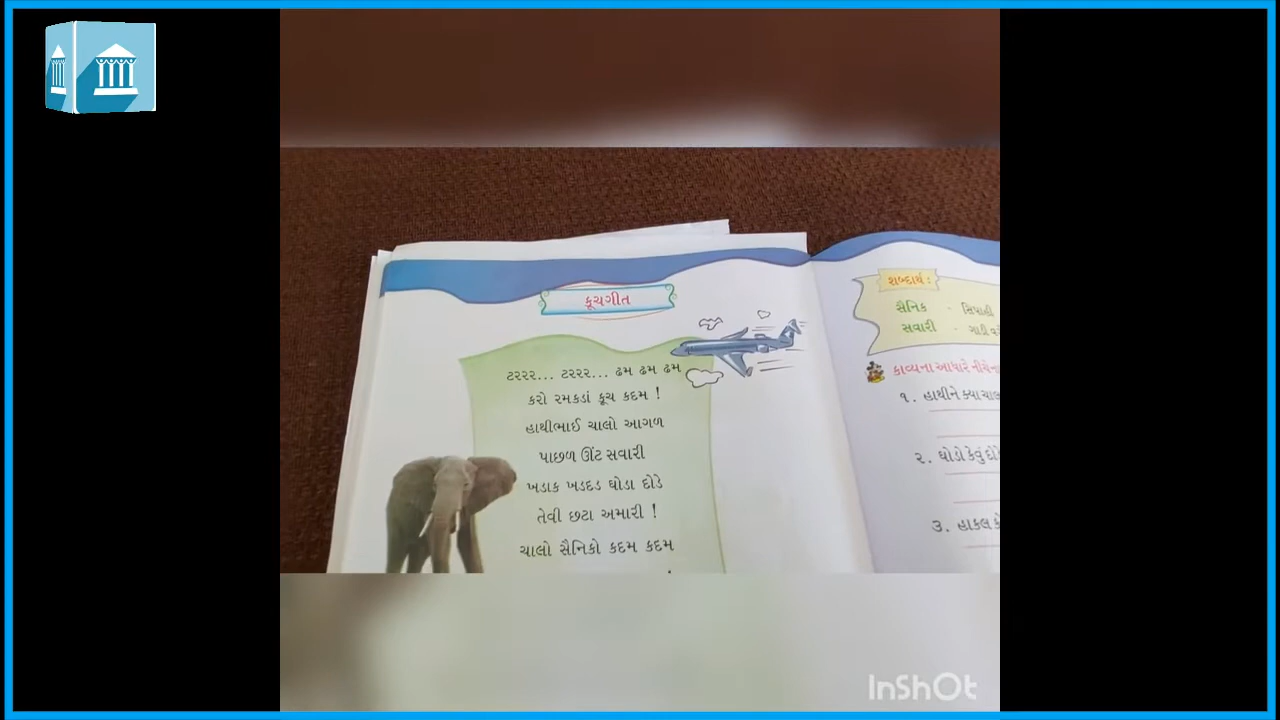 કૂચગીત
ટરરર... ટરરર... ઢમ ઢમ ઢમ
કરો રમકડાં કૂચ કદમ !
હાથીભાઈ ચાલો આગળ
પાછળ ઊંટ સવારી
ખડાક ખડદડ ઘોડા દોડે
તેવી છટા અમારી !
ચાલો સૈનિકો કદમ કદમ
શબ્દાર્થ :
સૈનિક - સિપાહી
સવારી - ગાડી
કાવ્યના આધારે
૧. હાથીને ક્યાં
૨. ઘોડો કેવું
૩. હાકલ
InShOt